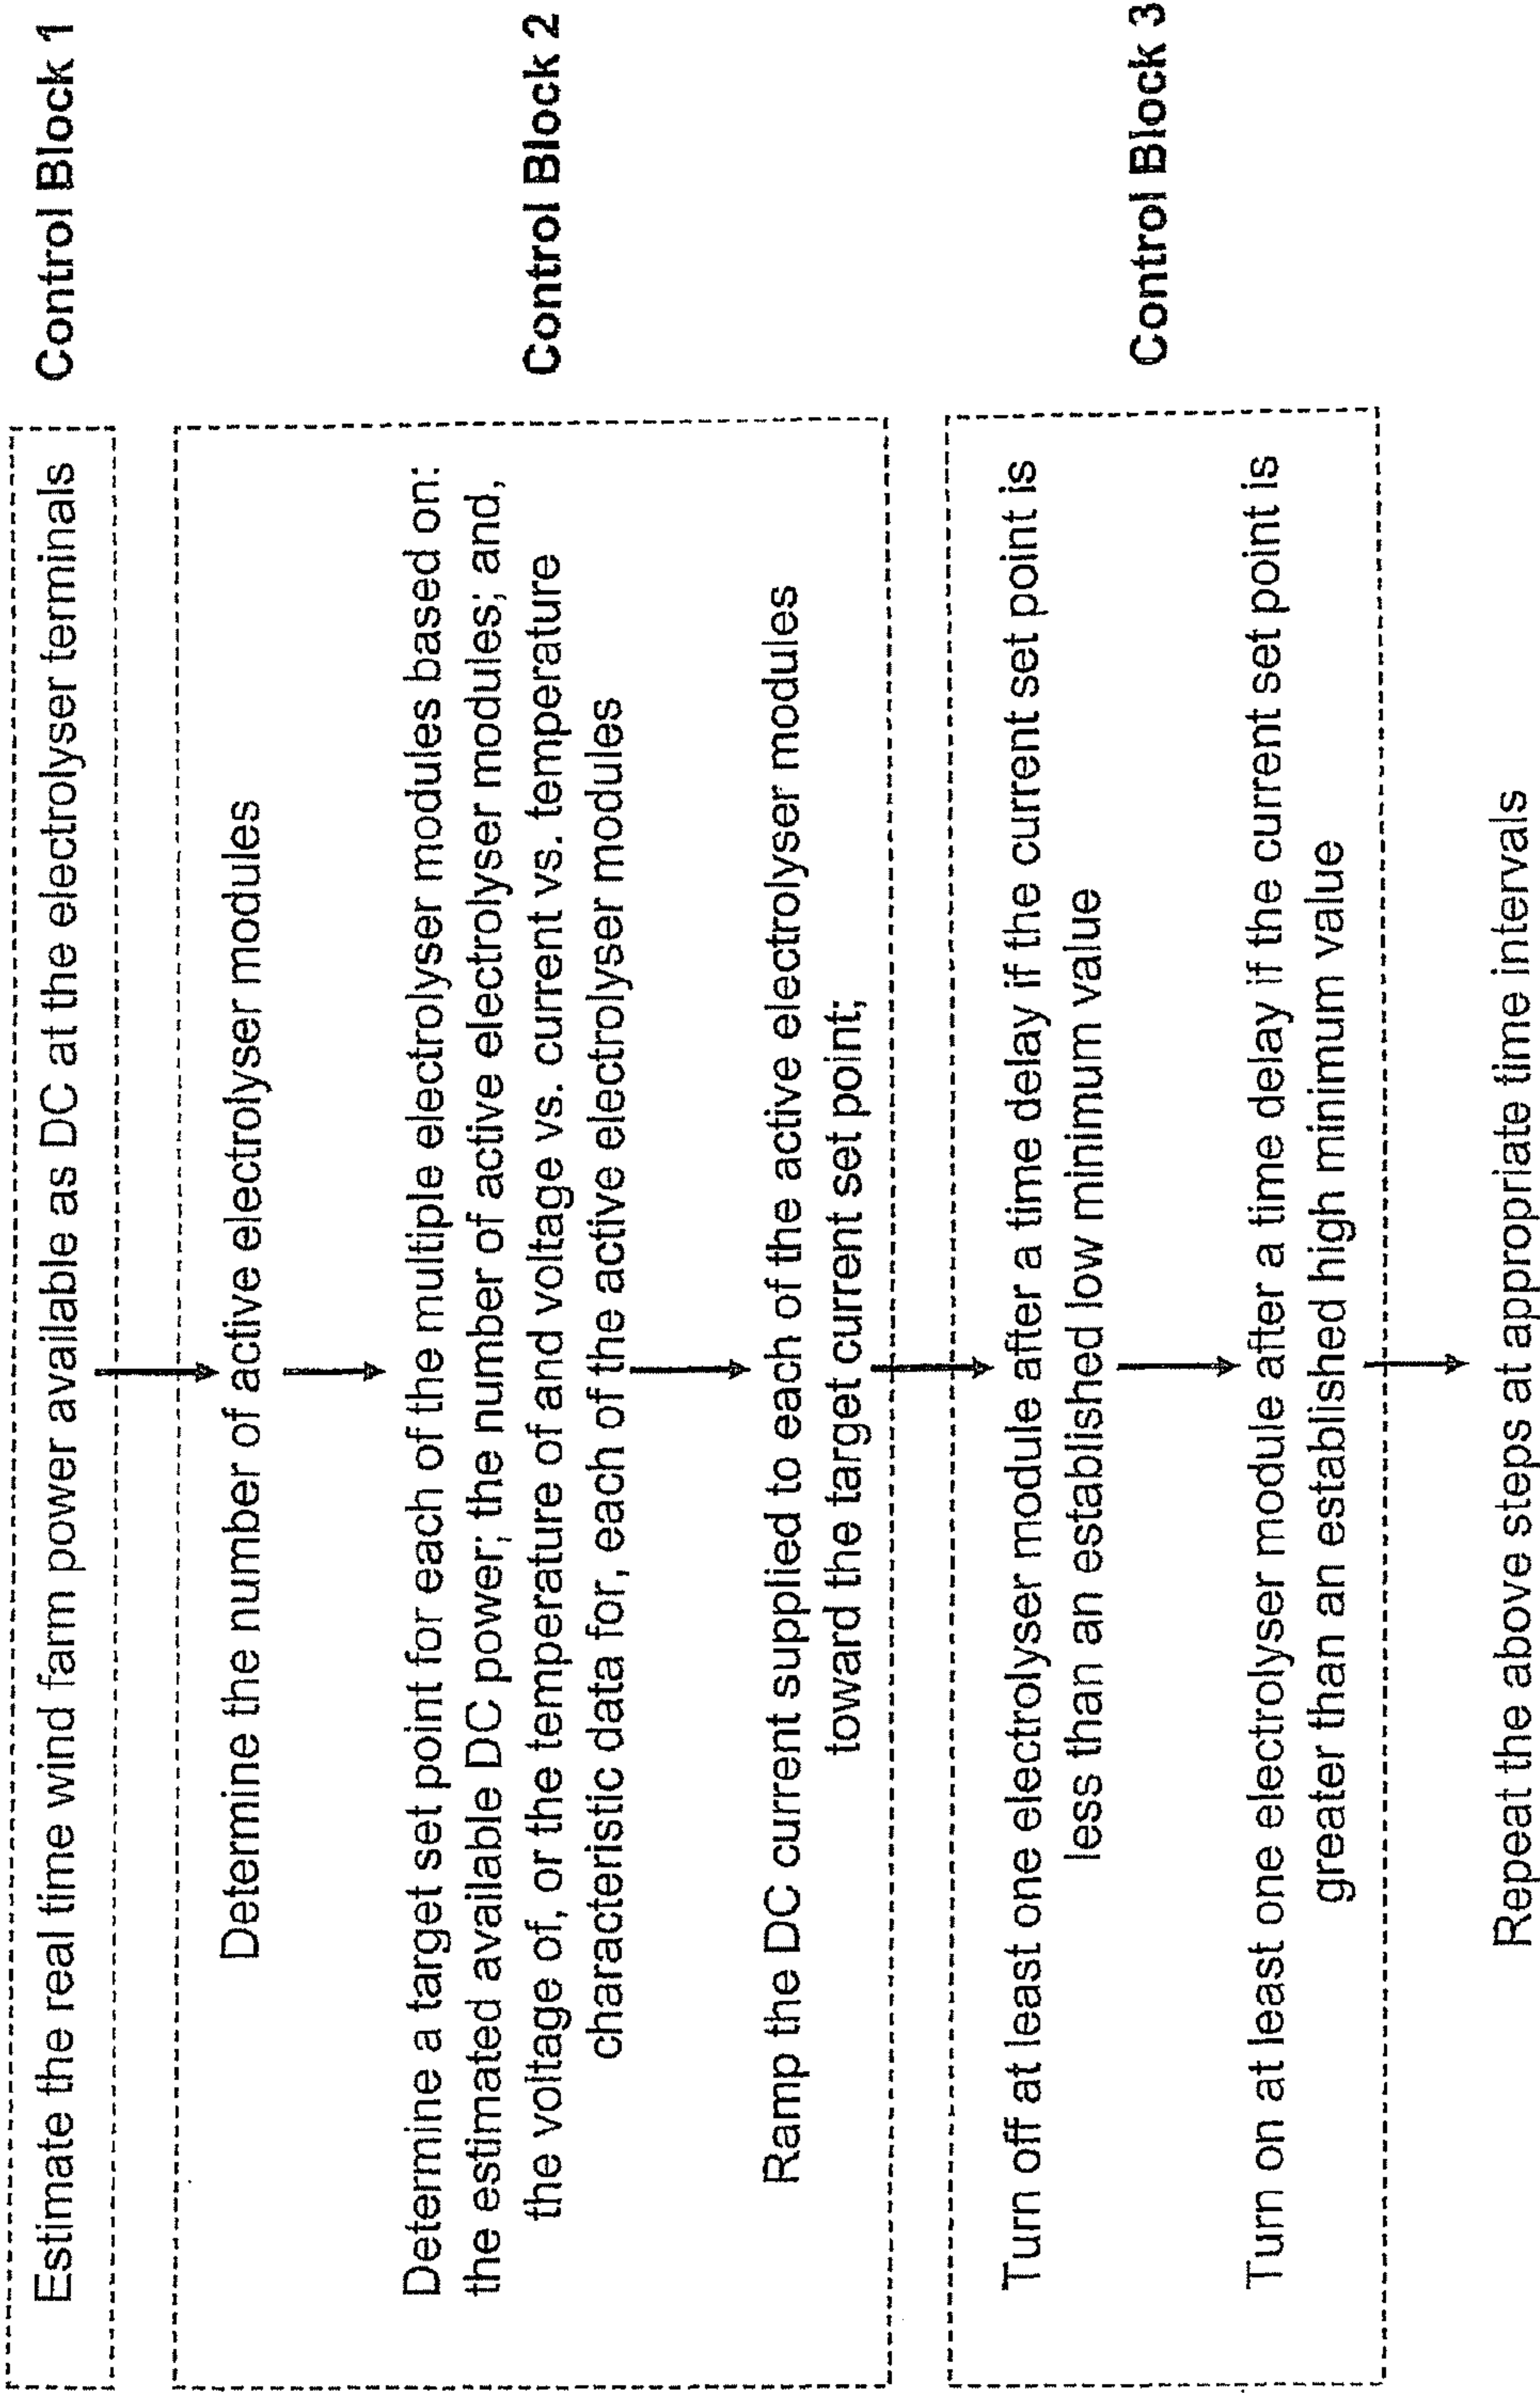 Estimate the real time wind farm power available as DC at the electrolyser terminals
Control Block 1
Determine the number of active electrolyser modules
Determine a target set point for each of the multiple electrolyser modules based on:
the estimated available DC power; the number of active electrolyser modules; and,
the voltage of, or the temperature of and voltage vs. current vs. temperature
characteristic data for, each of the active electrolyser modules
Control Block 2
Ramp the DC current supplied to each of the active electrolyser modules
toward the target current set point;
Turn off at least one electrolyser module after a time delay if the current set point is
less than an established low minimum value
Control Block 3
Turn on at least one electrolyser module after a time delay if the current set point is
greater than an established high minimum value
Repeat the above steps at appropriate time intervals